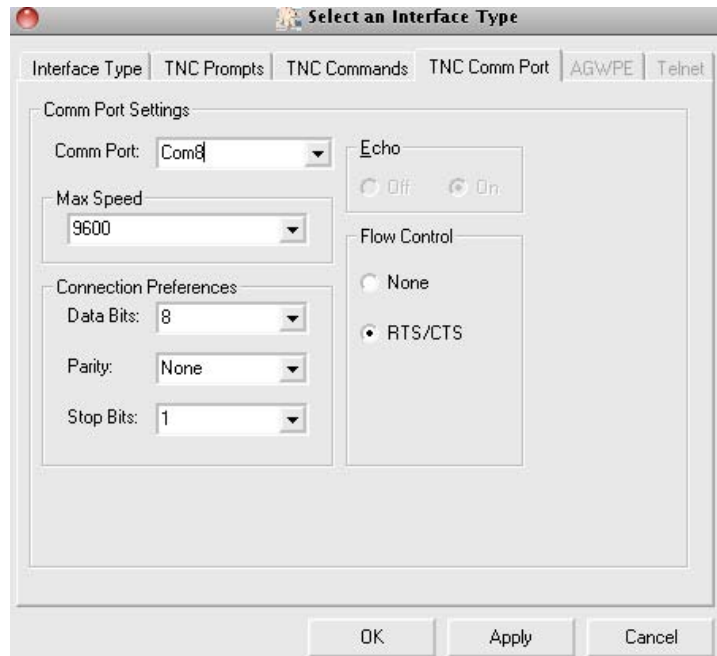 Select an Interface Type
Interface Type TNC Prompts TNC Commands TNC Comm Port AGWPE Telnet
Comm Port Settings
Comm Port: Com8
Max Speed
9600
Connection Preferences
Data Bits: 8
Parity: None
Stop Bits: 1
Echo
Off On
Flow Control
None
RTS/CTS
OK Apply Cancel